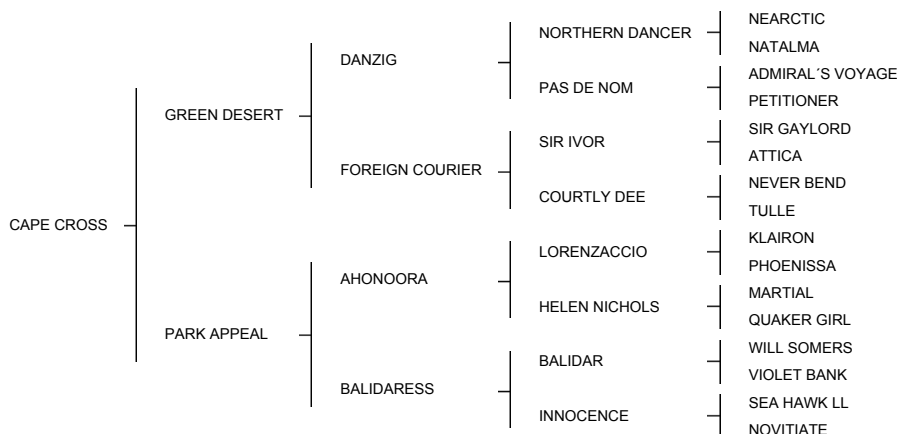 NEARCTIC
NORTHERN DANCER
NATALMA
DANZIG
ADMIRAL´S VOYAGE
PAS DE NOM
PETITIONER
GREEN DESERT
SIR GAYLORD
SIR IVOR
ATTICA
FOREIGN COURIER
NEVER BEND
COURTLY DEE
TULLE
CAPE CROSS
KLAIRON
LORENZACCIO
PHOENISSA
AHONOORA
MARTIAL
HELEN NICHOLS
QUAKER GIRL
PARK APPEAL
WILL SOMERS
BALIDAR
VIOLET BANK
BALIDARESS
SEA HAWK LL
INNOCENCE
NOVITIATE